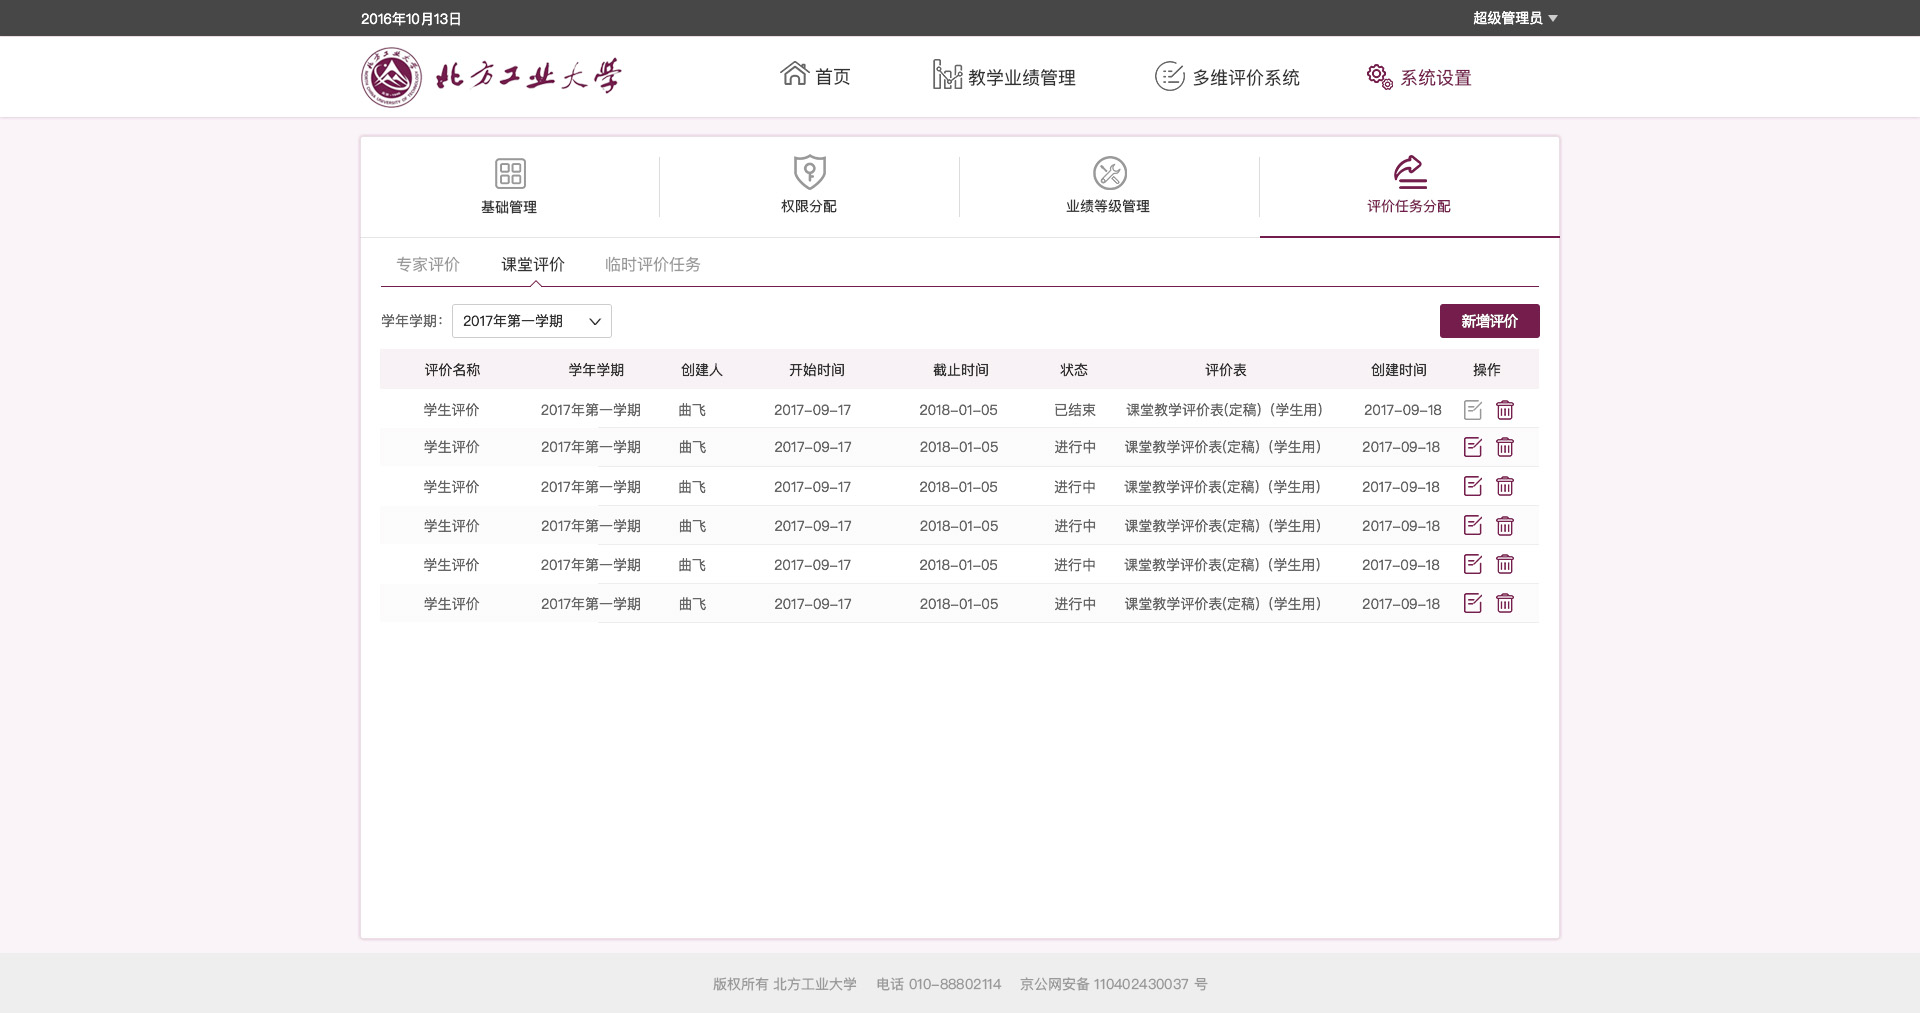 2016年10月13日 超级管理员
北方工业大学 首页 教学业绩管理 多维评价系统 系统设置
基础管理 权限分配 业绩等级管理 评价任务分配
专家评价 课堂评价 临时评价任务
学年学期： 2017年第一学期 新增评价
评价名称 学年学期 创建人 开始时间 截止时间 状态 评价表 创建时间 操作
学生评价 2017年第一学期 曲飞 2017-09-17 2018-01-05 已结束 课堂教学评价表(定稿)（学生用） 2017-09-18
学生评价 2017年第一学期 曲飞 2017-09-17 2018-01-05 进行中 课堂教学评价表(定稿)（学生用） 2017-09-18
学生评价 2017年第一学期 曲飞 2017-09-17 2018-01-05 进行中 课堂教学评价表(定稿)（学生用） 2017-09-18
学生评价 2017年第一学期 曲飞 2017-09-17 2018-01-05 进行中 课堂教学评价表(定稿)（学生用） 2017-09-18
学生评价 2017年第一学期 曲飞 2017-09-17 2018-01-05 进行中 课堂教学评价表(定稿)（学生用） 2017-09-18
学生评价 2017年第一学期 曲飞 2017-09-17 2018-01-05 进行中 课堂教学评价表(定稿)（学生用） 2017-09-18
版权所有 北方工业大学 电话 010-88802114 京公网安备 110402430037 号